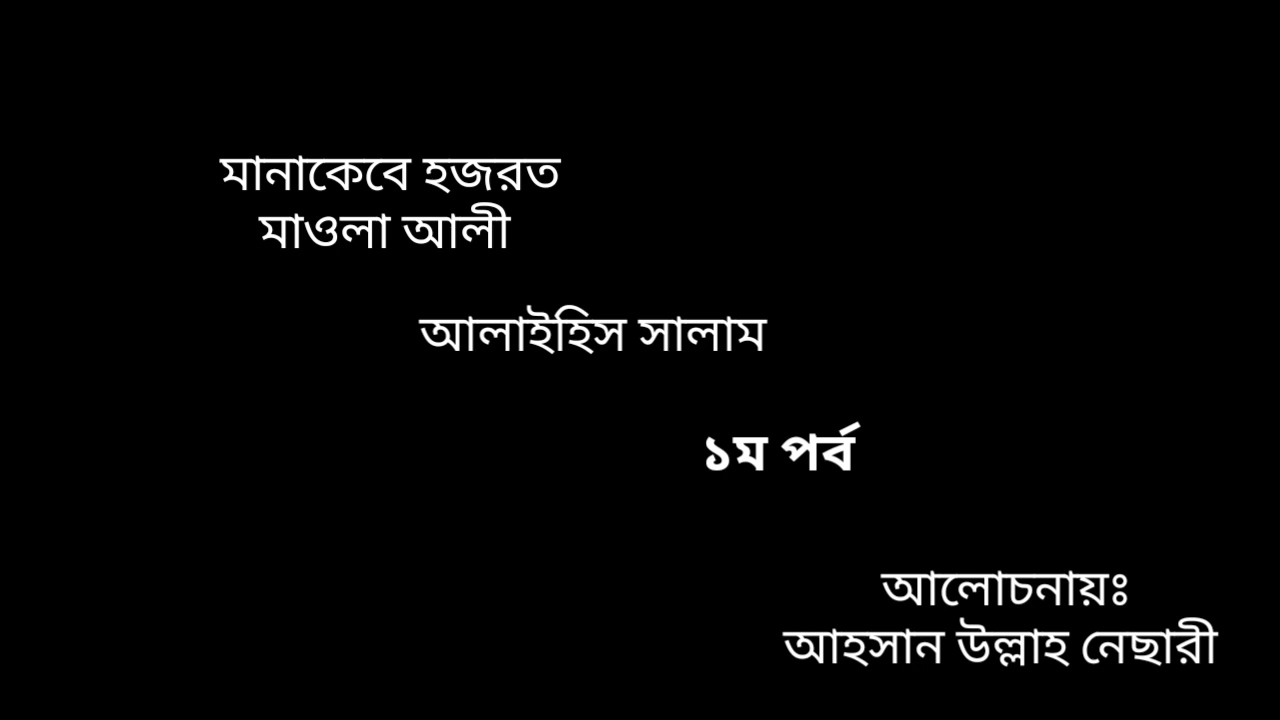 মানাকেবে হজরত
মাওলা আলী
আলাইহিস সালাম
১ম পর্ব
আলোচনায়ঃ
আহসান উল্লাহ নেছারী